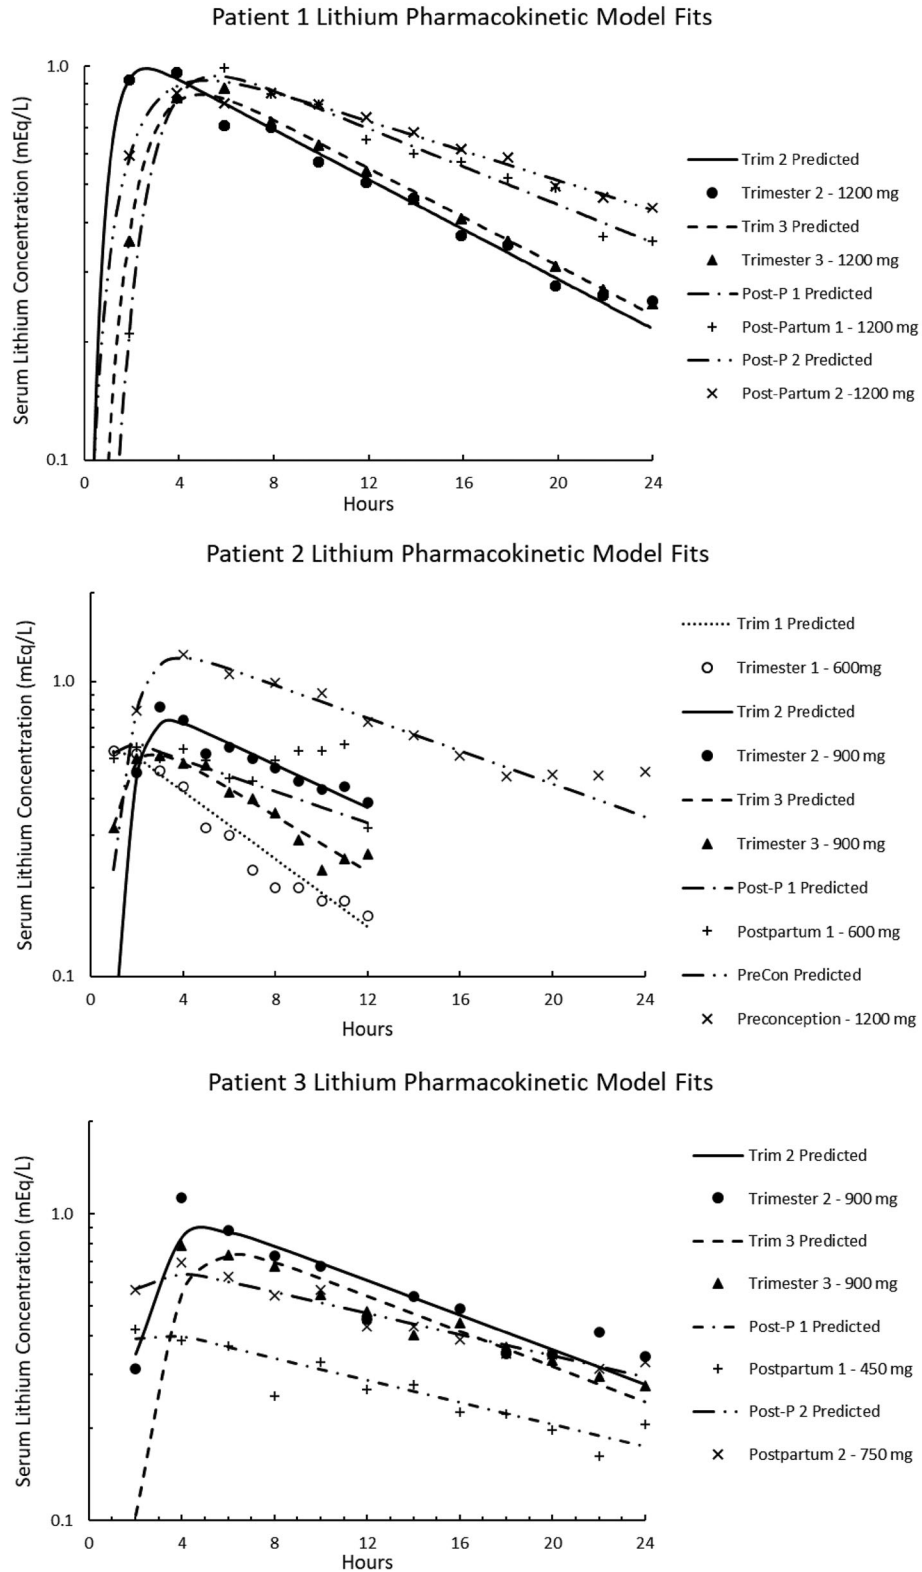 Patient 1 Lithium Pharmacokinetic Model Fits
Serum Lithium Concentration (mEq/L)
1.0
0.1
0 4 8 12 16 20 24
Hours
Trim 2 Predicted
Trimester 2 - 1200 mg
Trim 3 Predicted
Trimester 3 - 1200 mg
Post-P 1 Predicted
Post-Partum 1 - 1200 mg
Post-P 2 Predicted
Post-Partum 2 -1200 mg
Patient 2 Lithium Pharmacokinetic Model Fits
Serum Lithium Concentration (mEq/L)
1.0
0.1
0 4 8 12 16 20 24
Hours
Trim 1 Predicted
Trimester 1 - 600mg
Trim 2 Predicted
Trimester 2 - 900 mg
Trim 3 Predicted
Trimester 3 - 900 mg
Post-P 1 Predicted
Postpartum 1 - 600 mg
PreCon Predicted
Preconception - 1200 mg
Patient 3 Lithium Pharmacokinetic Model Fits
Serum Lithium Concentration (mEq/L)
1.0
0.1
0 4 8 12 16 20 24
Hours
Trim 2 Predicted
Trimester 2 - 900 mg
Trim 3 Predicted
Trimester 3 - 900 mg
Post-P 1 Predicted
Postpartum 1 - 450 mg
Post-P 2 Predicted
Postpartum 2 - 750 mg